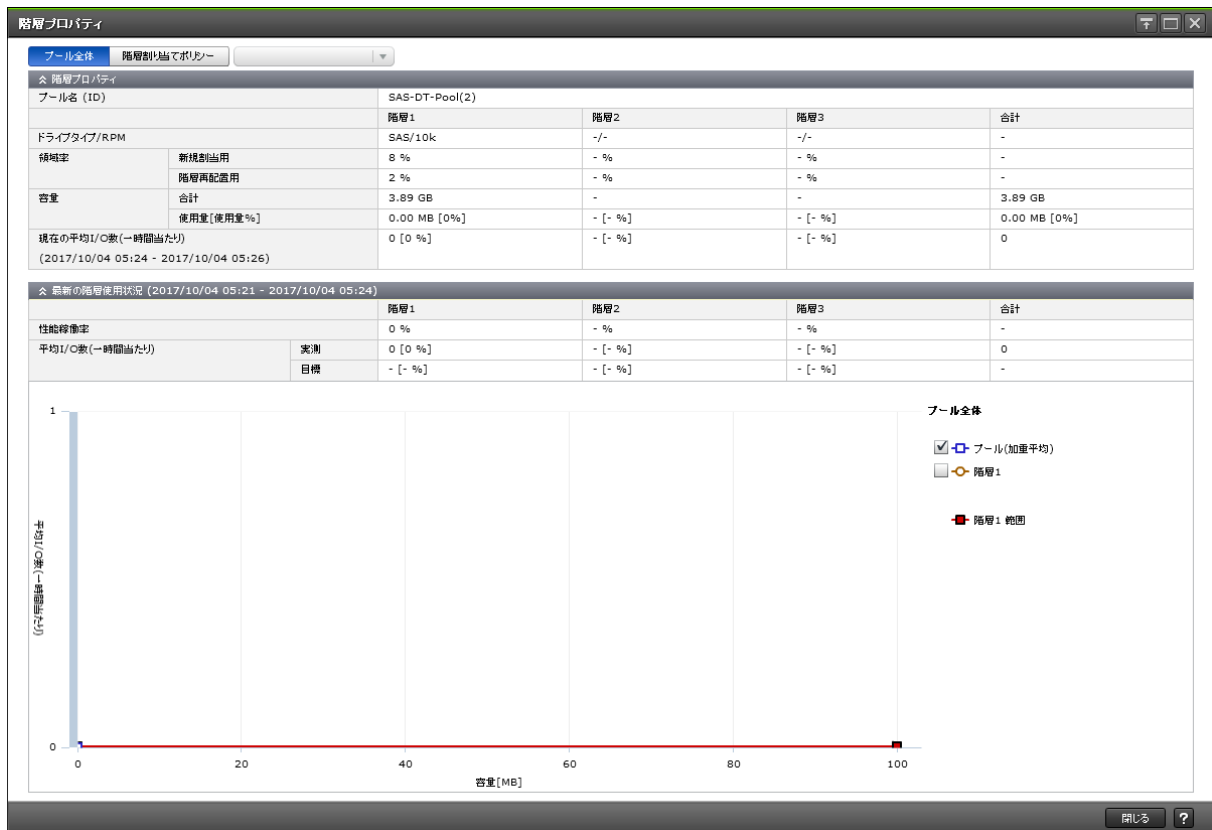 階層プロパティ
プール全体 階層割り当てポリシー
階層プロパティ
プール名 (ID) SAS-DT-Pool(2)
階層1 階層2 階層3 合計
ドライブタイプ/RPM SAS/10k -/- -/- -
領域率 新規割当用 8 % - % - % -
階層再配置用 2 % - % - % -
容量 合計 3.89 GB - - 3.89 GB
使用量[使用量%] 0.00 MB [0%] - [- %] - [- %] 0.00 MB [0%]
現在の平均I/O数(一時間当たり) 0 [0 %] - [- %] - [- %] 0
(2017/10/04 05:24 - 2017/10/04 05:26)
最新の階層使用状況 (2017/10/04 05:21 - 2017/10/04 05:24)
階層1 階層2 階層3 合計
性能稼働率 0 % - % - % -
平均I/O数(一時間当たり) 実測 0 [0 %] - [- %] - [- %] 0
目標 - [- %] - [- %] - [- %] -
1
プール全体
プール(加重平均)
階層1
階層1 範囲
平均I/O数(一時間当たり)
0
0 20 40 60 80 100
容量[MB]
閉じる ?